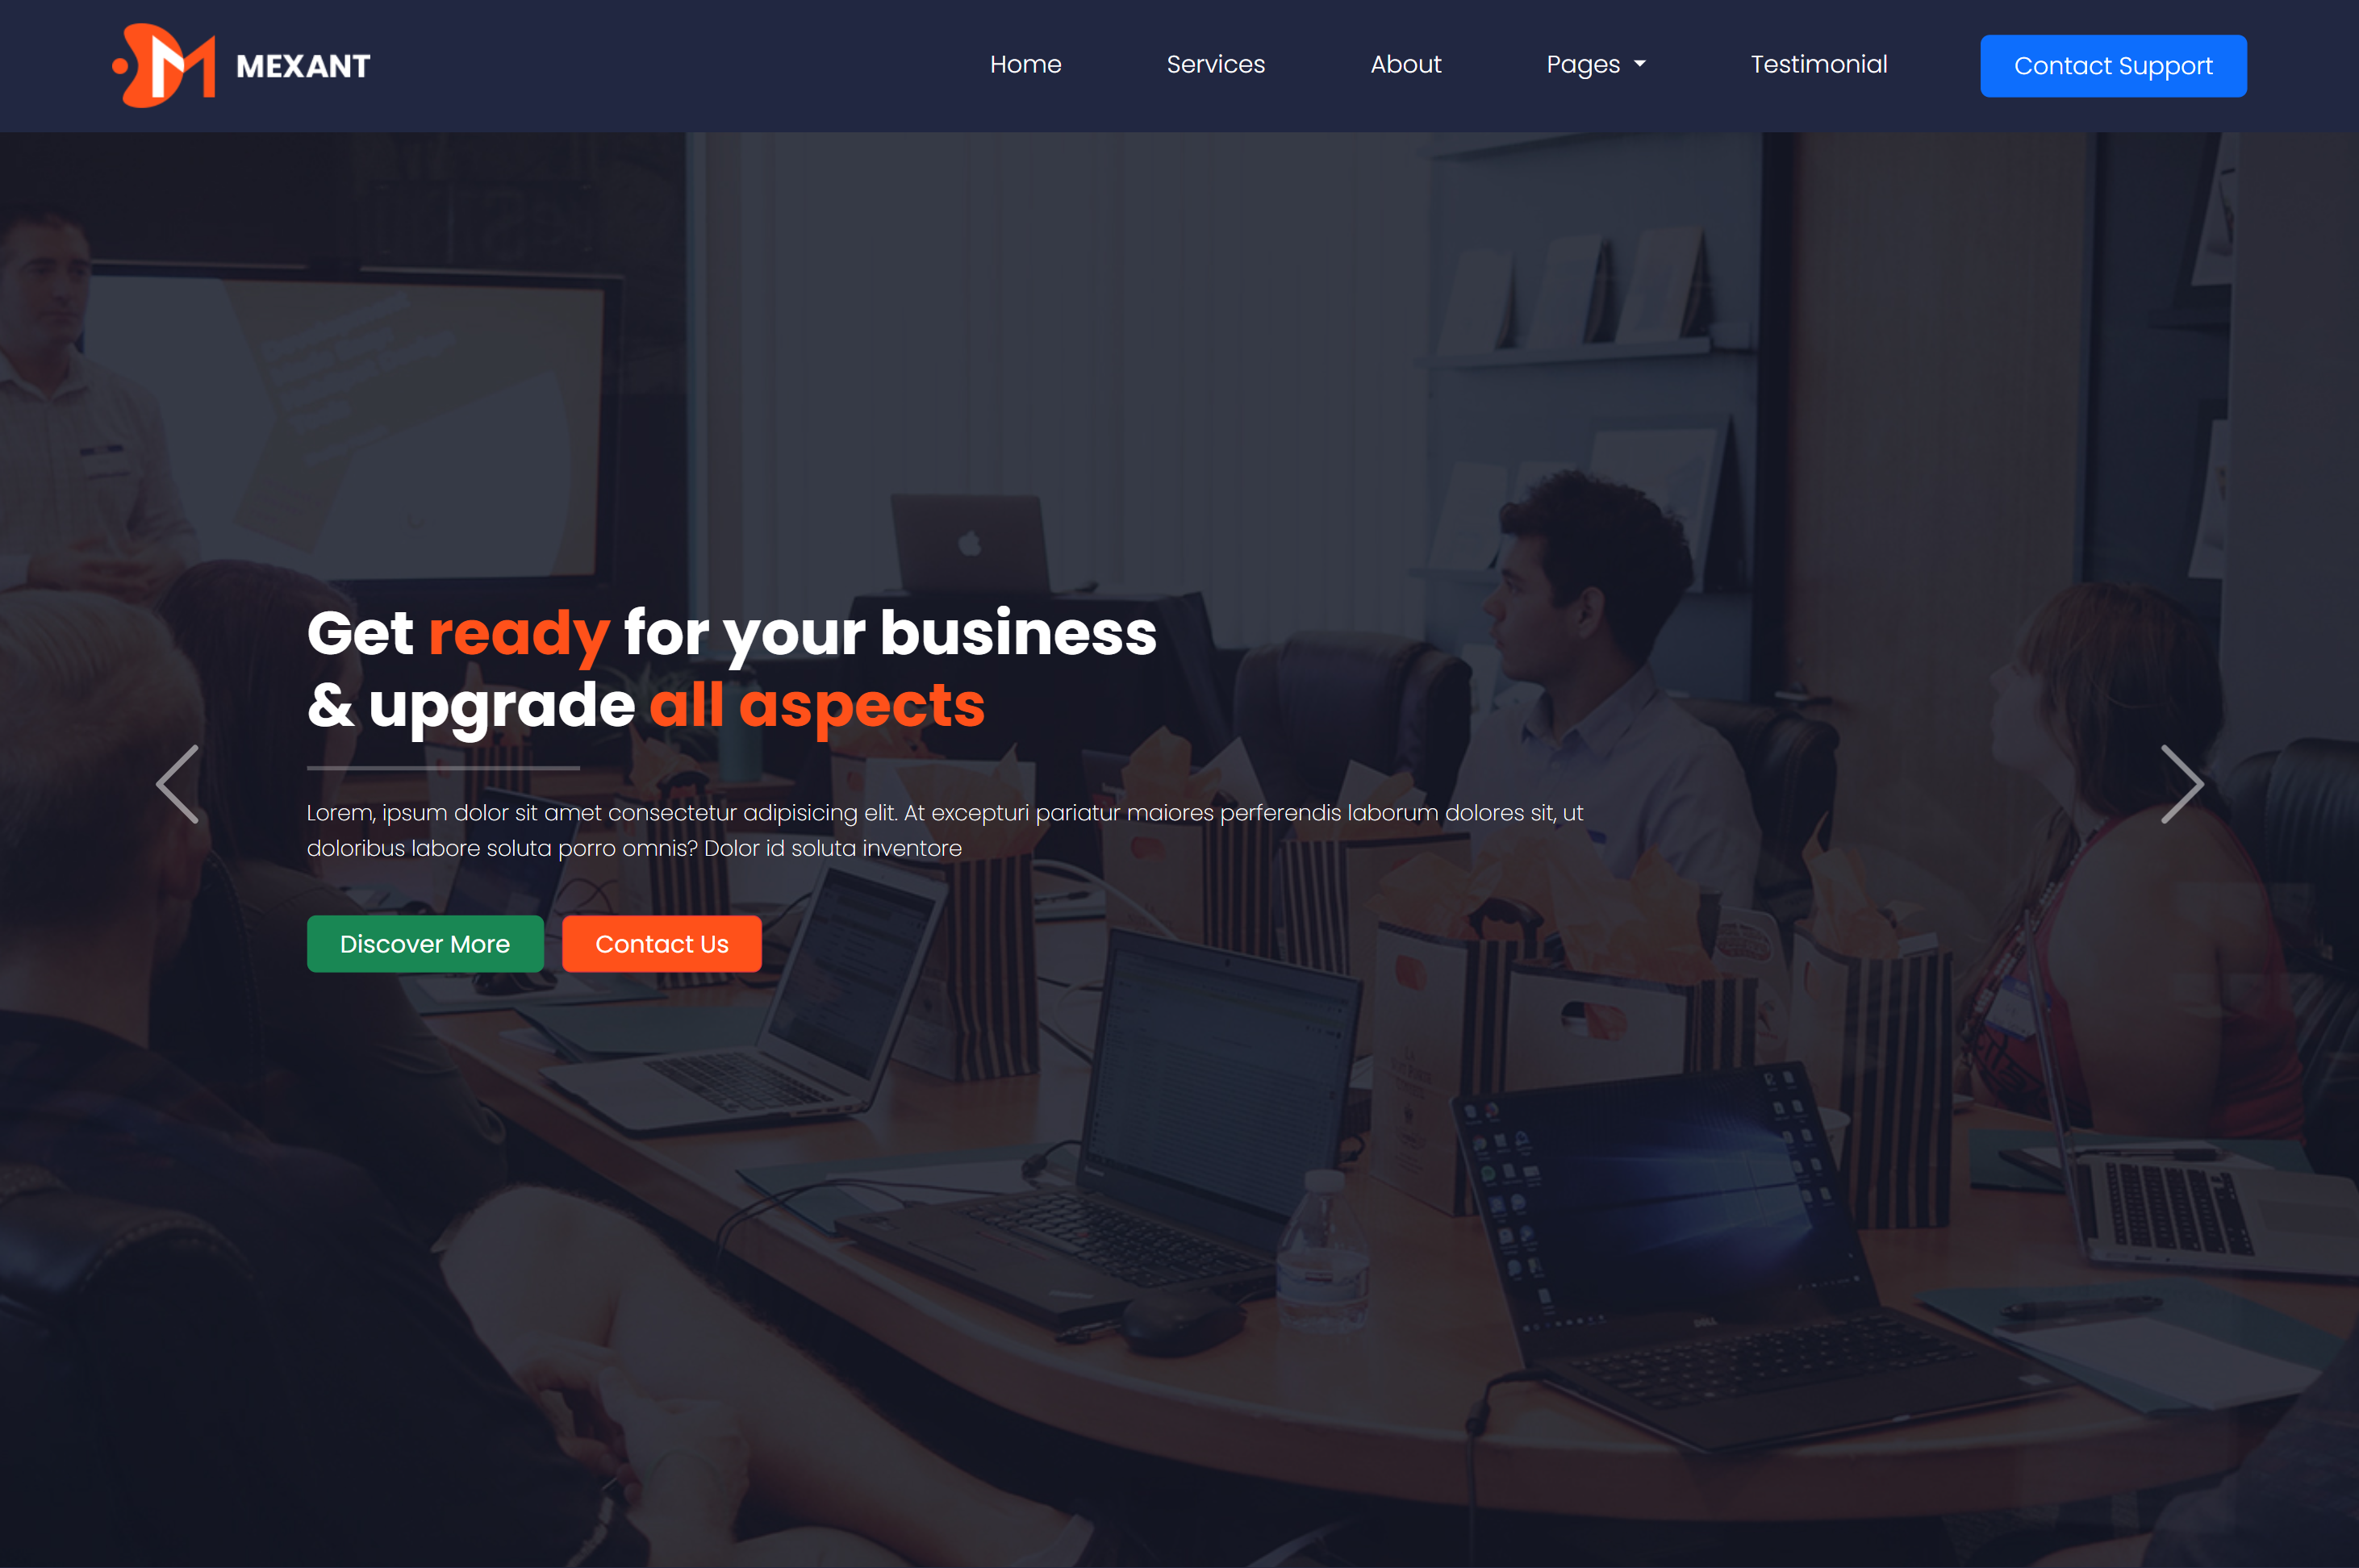 MEXANT
Home Services About Pages Testimonial Contact Support
Get ready for your business
& upgrade all aspects
Lorem, ipsum dolor sit amet consectetur adipisicing elit. At excepturi pariatur maiores perferendis laborum dolores sit, ut
doloribus labore soluta porro omnis? Dolor id soluta inventore
Discover More Contact Us
DELL